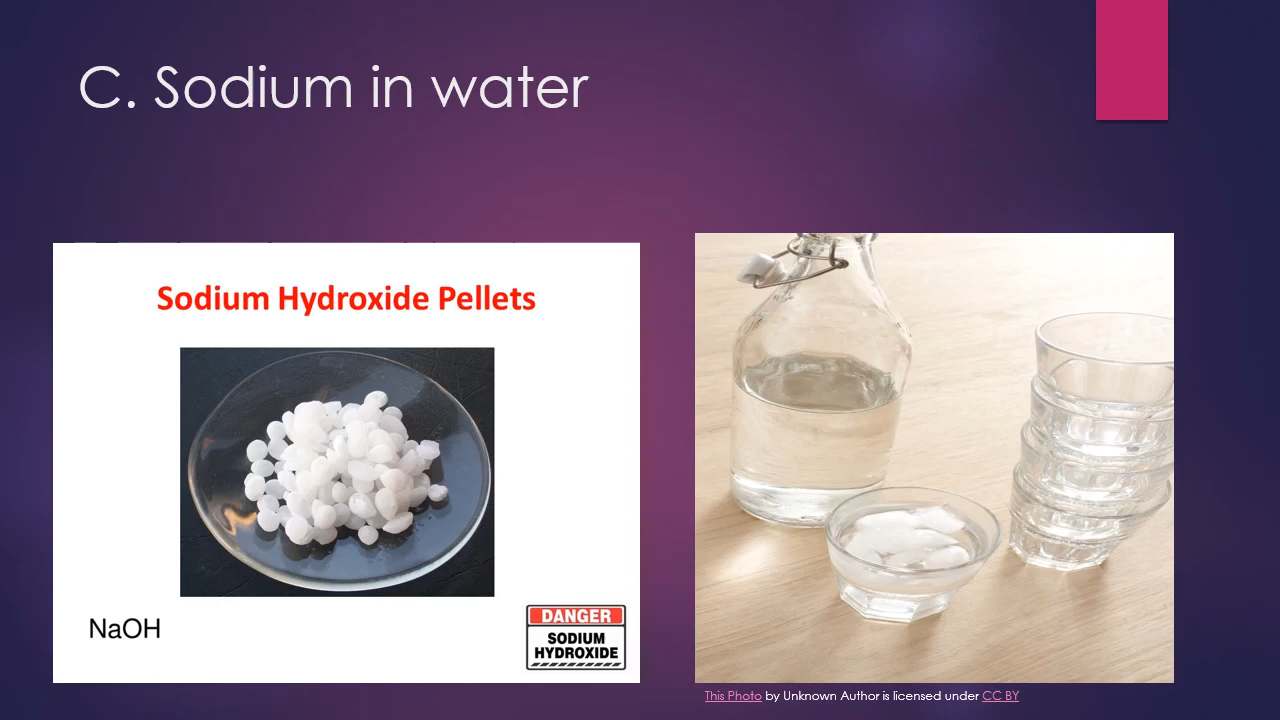 C. Sodium in water
Sodium Hydroxide Pellets
NaOH
DANGER
SODIUM
HYDROXIDE
This Photo by Unknown Author is licensed under CC BY